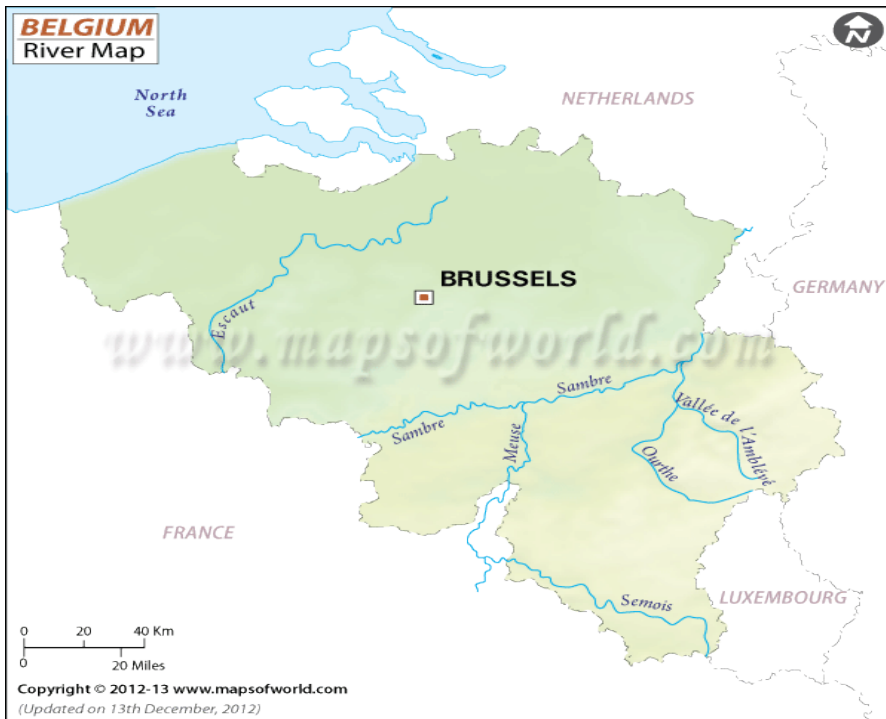 BELGIUM
River Map
N
North
Sea
NETHERLANDS
GERMANY
BRUSSELS
Escaut
www.mapsofworld.com
Sambre
Sambre
Meuse
Vallée de l'Ambléyé
Ourthe
FRANCE
Semois
LUXEMBOURG
0 20 40 Km
0 20 Miles
Copyright © 2012-13 www.mapsofworld.com
(Updated on 13th December, 2012)